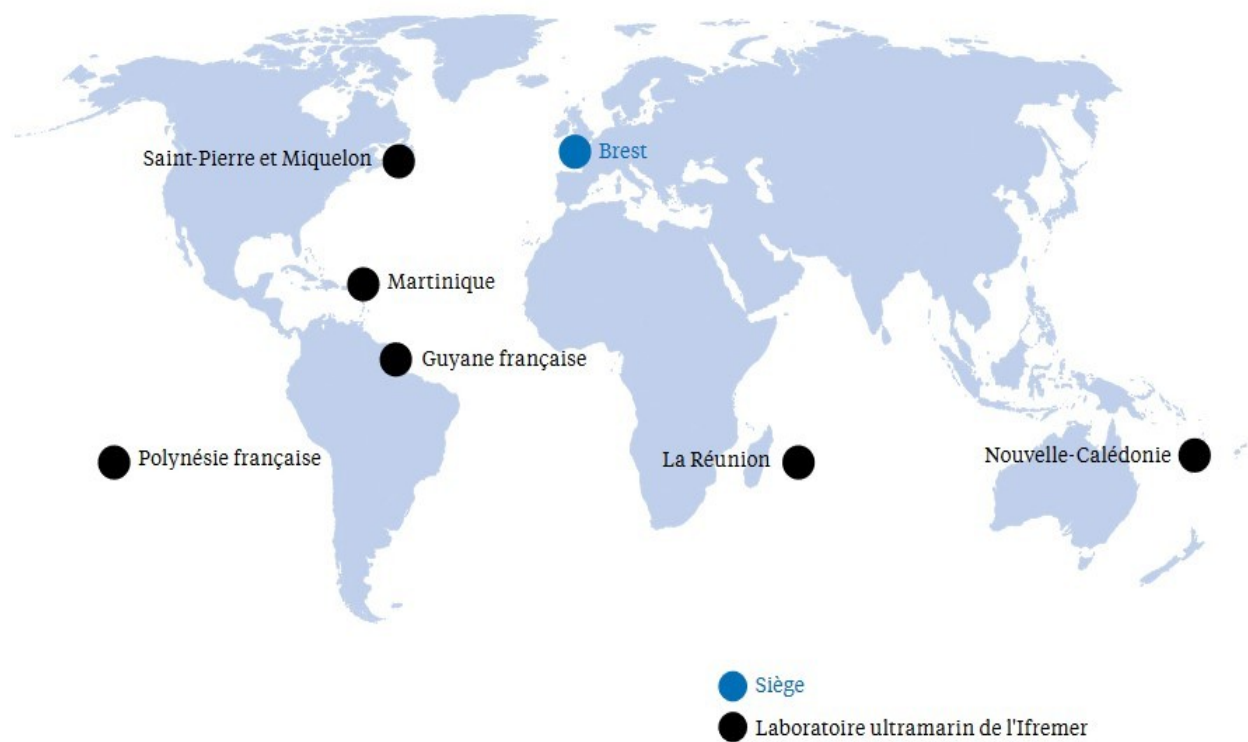 Saint-Pierre et Miquelon
Brest
Martinique
Guyane française
Polynésie française
La Réunion
Nouvelle-Calédonie
Siège
Laboratoire ultramarin de l'Ifremer